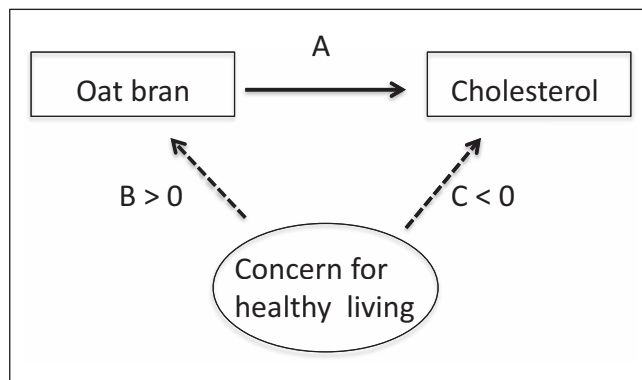 A
Oat bran
Cholesterol
B > 0
C < 0
Concern for
healthy living